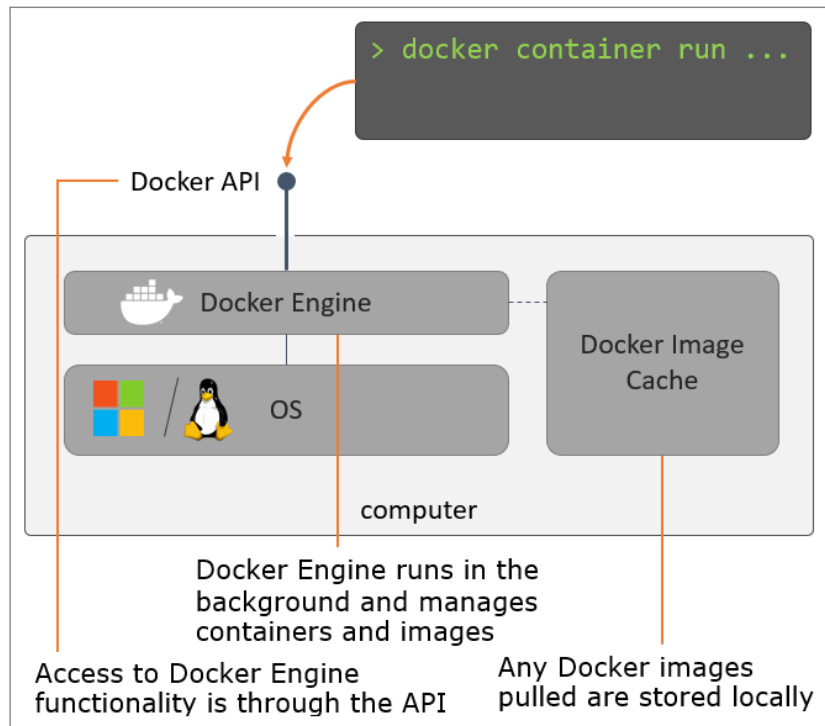 > docker container run ...
Docker API
Docker Engine
Docker Image
Cache
OS
computer
Docker Engine runs in the
background and manages
containers and images
Access to Docker Engine
functionality is through the API
Any Docker images
pulled are stored locally